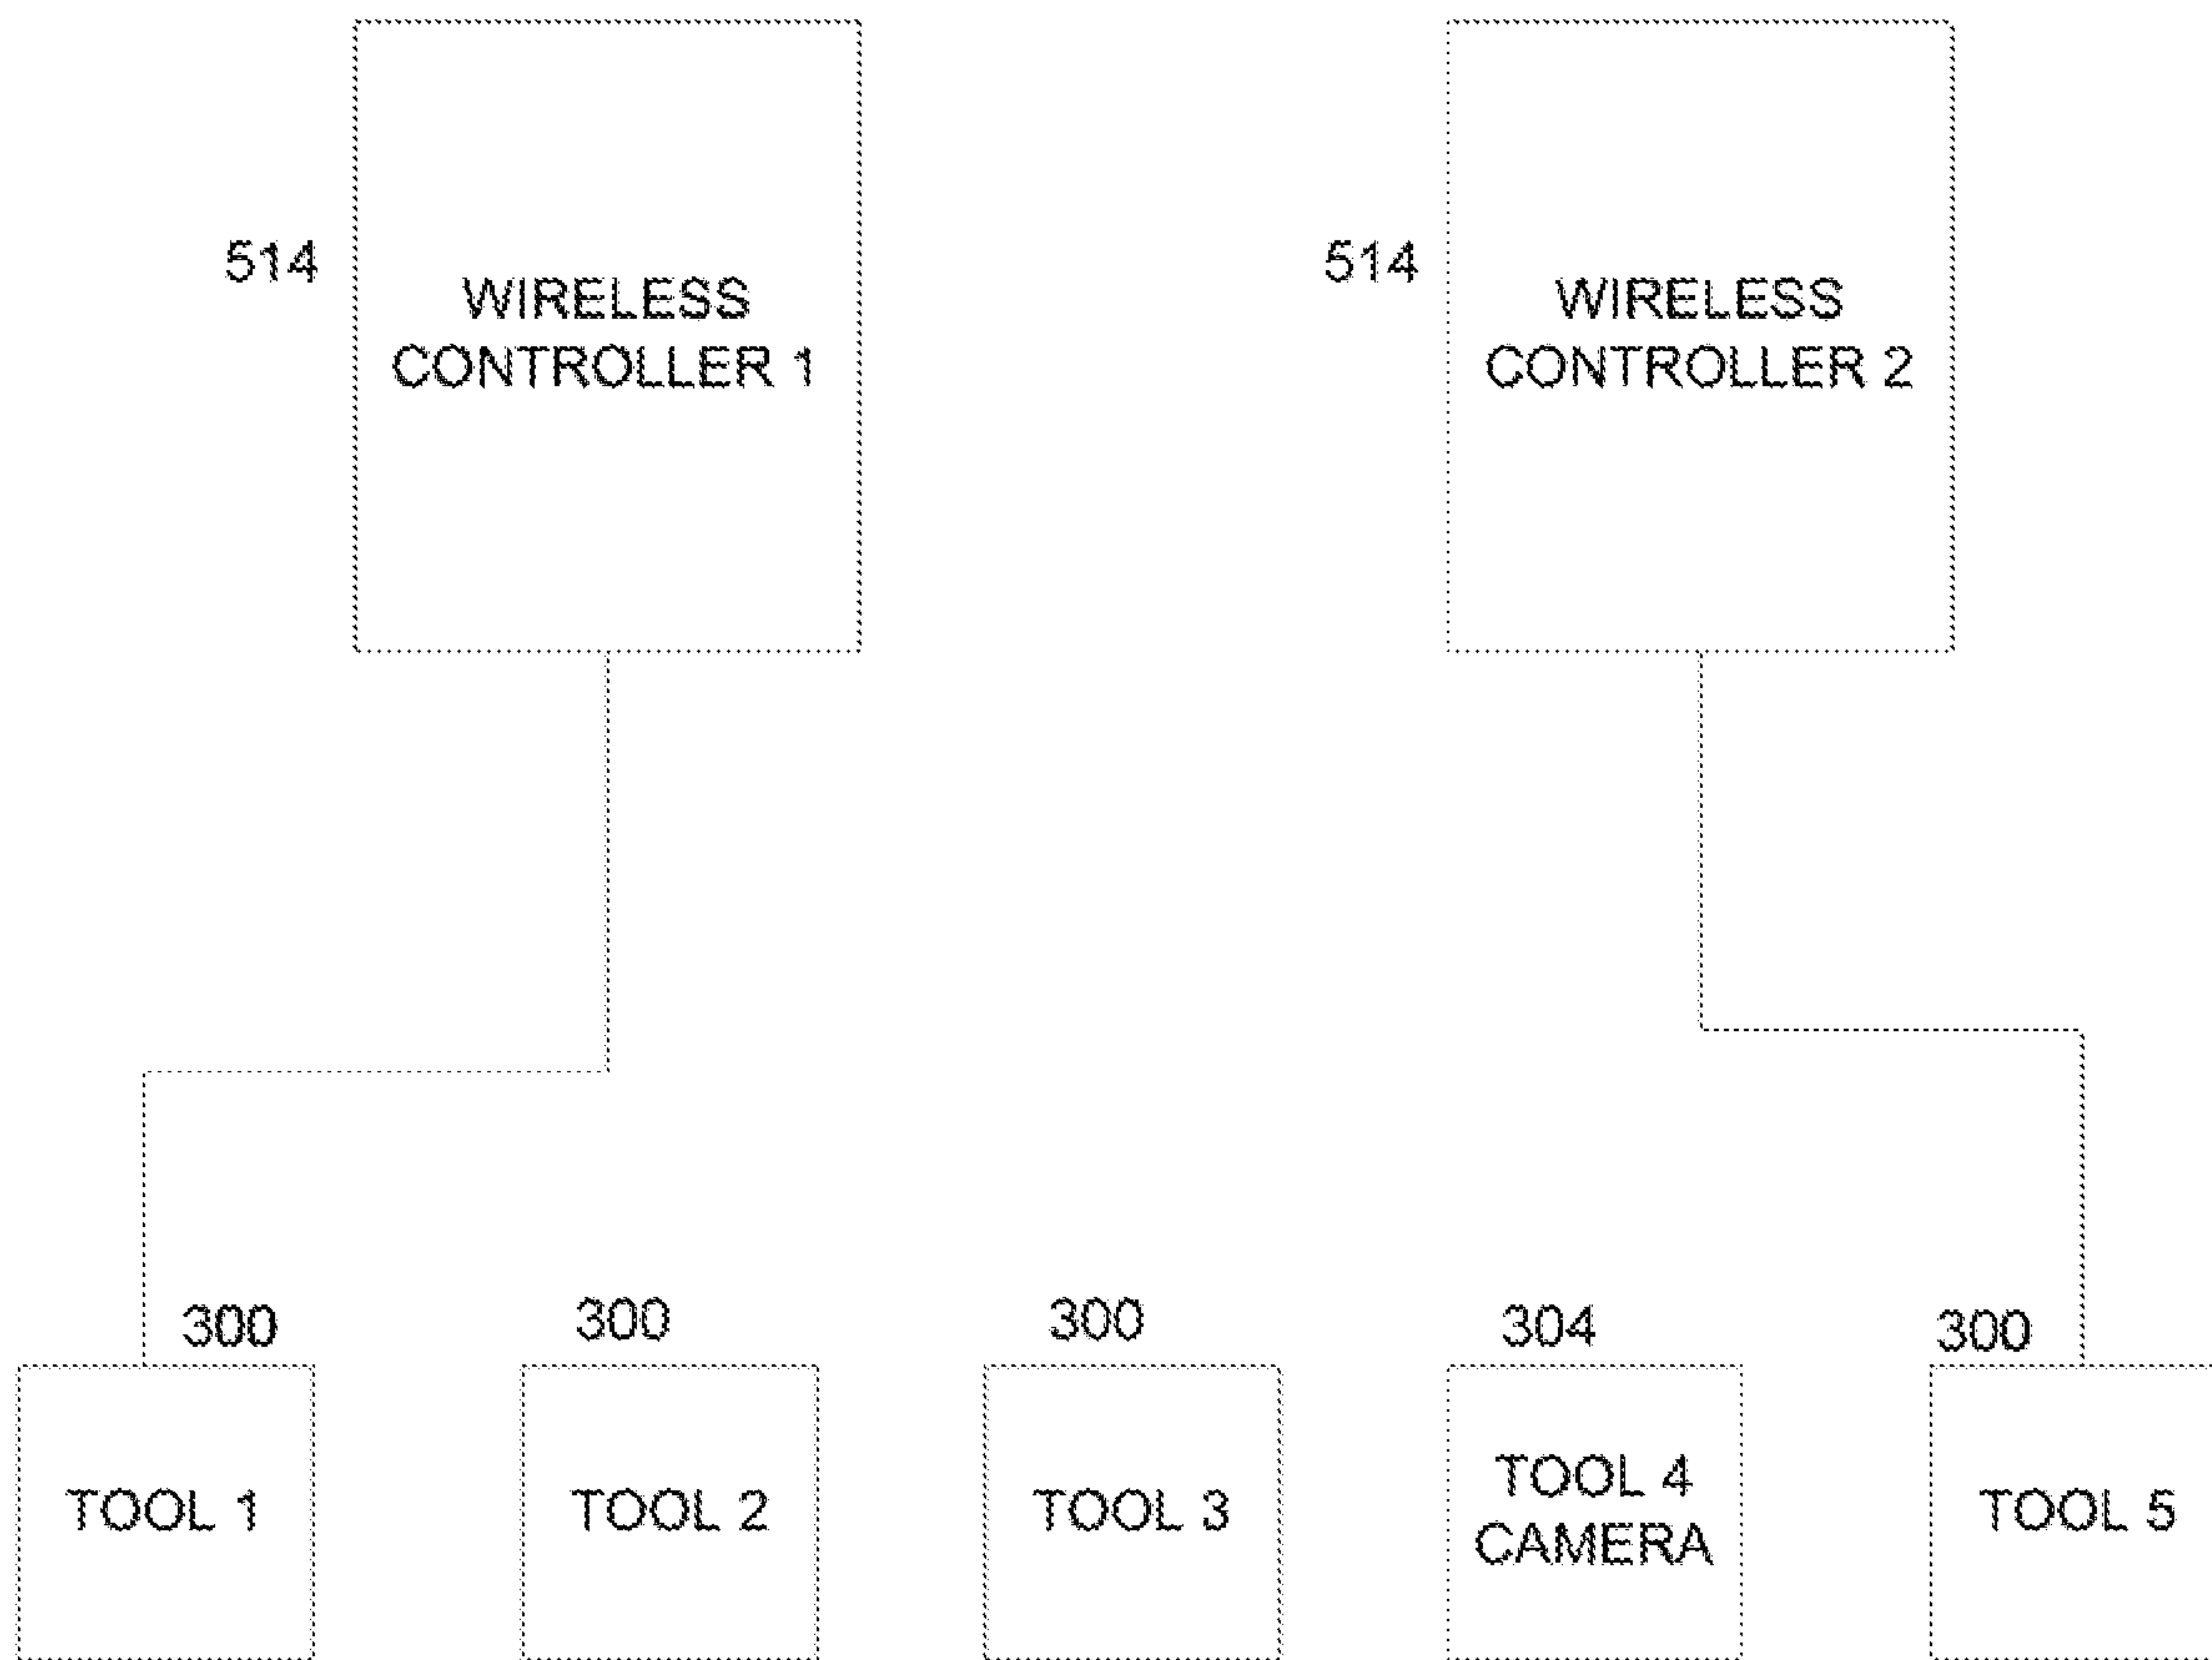 514
WIRELESS
CONTROLLER 1
514
WIRELESS
CONTROLLER 2
300
300
300
304
300
TOOL 1
TOOL 2
TOOL 3
TOOL 4
CAMERA
TOOL 5